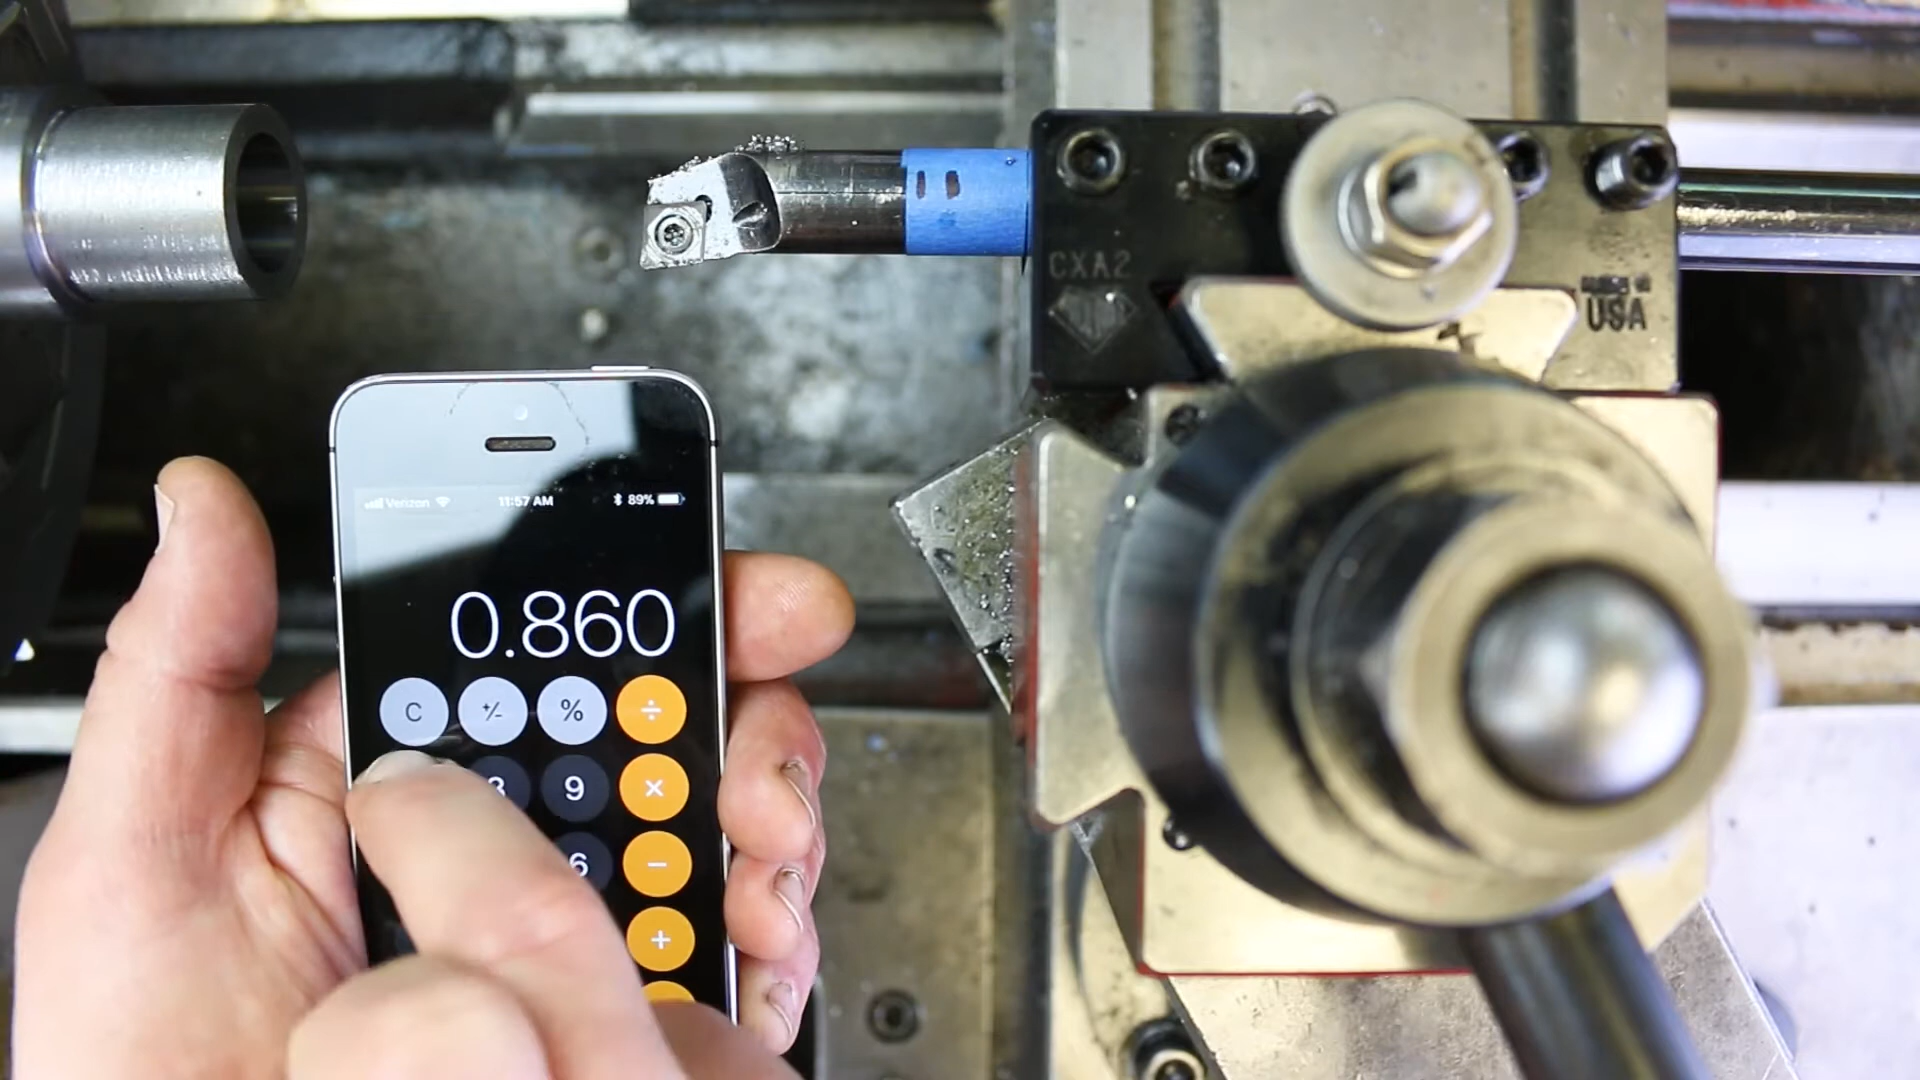 CXA2
USA
Verizon 11:57 AM 89%
0.860
C +/- % ÷
9 ×
6 −
+